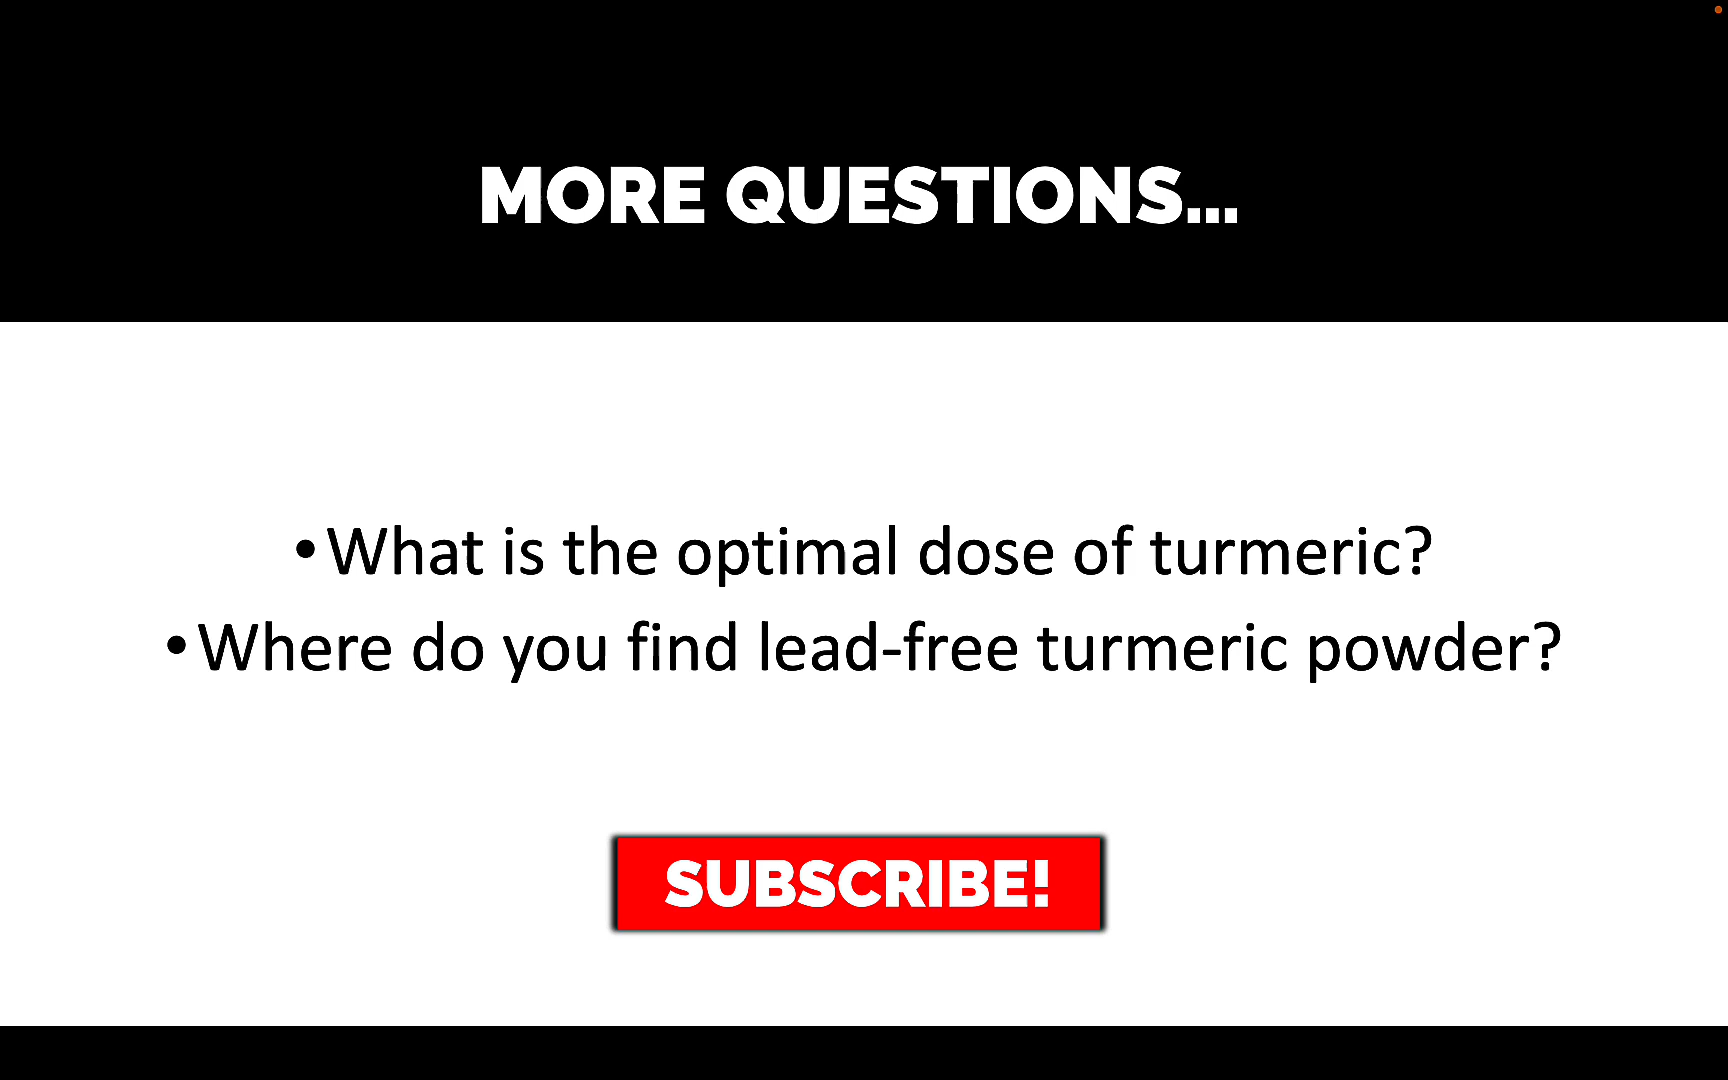 MORE QUESTIONS...
•What is the optimal dose of turmeric?
•Where do you find lead-free turmeric powder?
SUBSCRIBE!